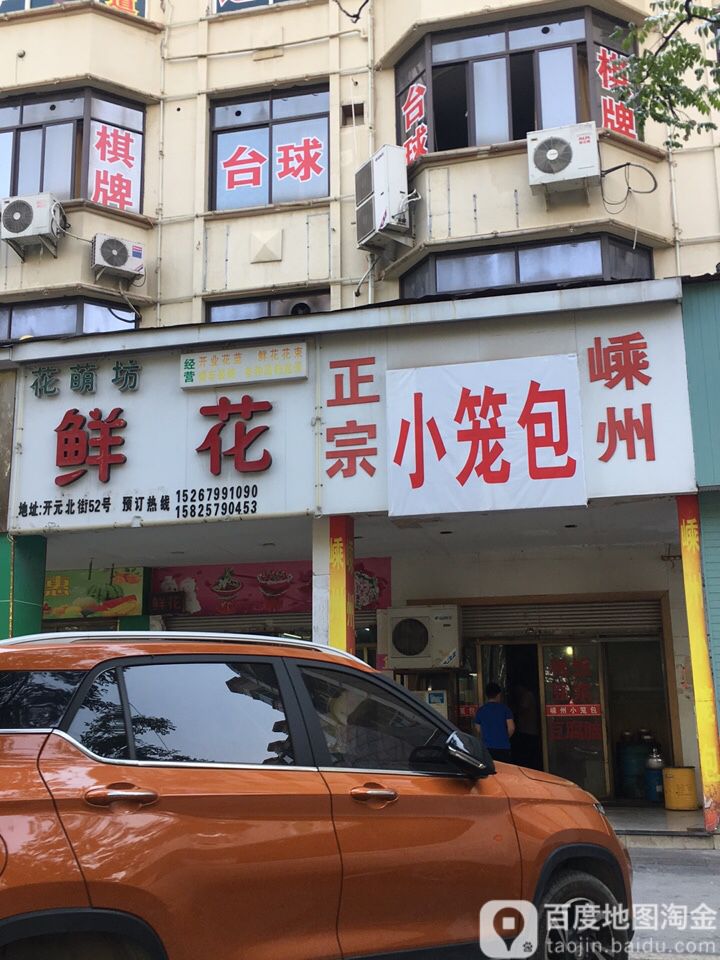 棋牌
台球
台球
棋牌
花萌坊
鲜花
经营
开业花篮 鲜花花束
地址:开元北街52号 预订热线
15267991090
15825790453
正宗
小笼包
嵊州
鲜花
嵊
嵊州小笼包
百度地图淘金
taojin.baidu.com